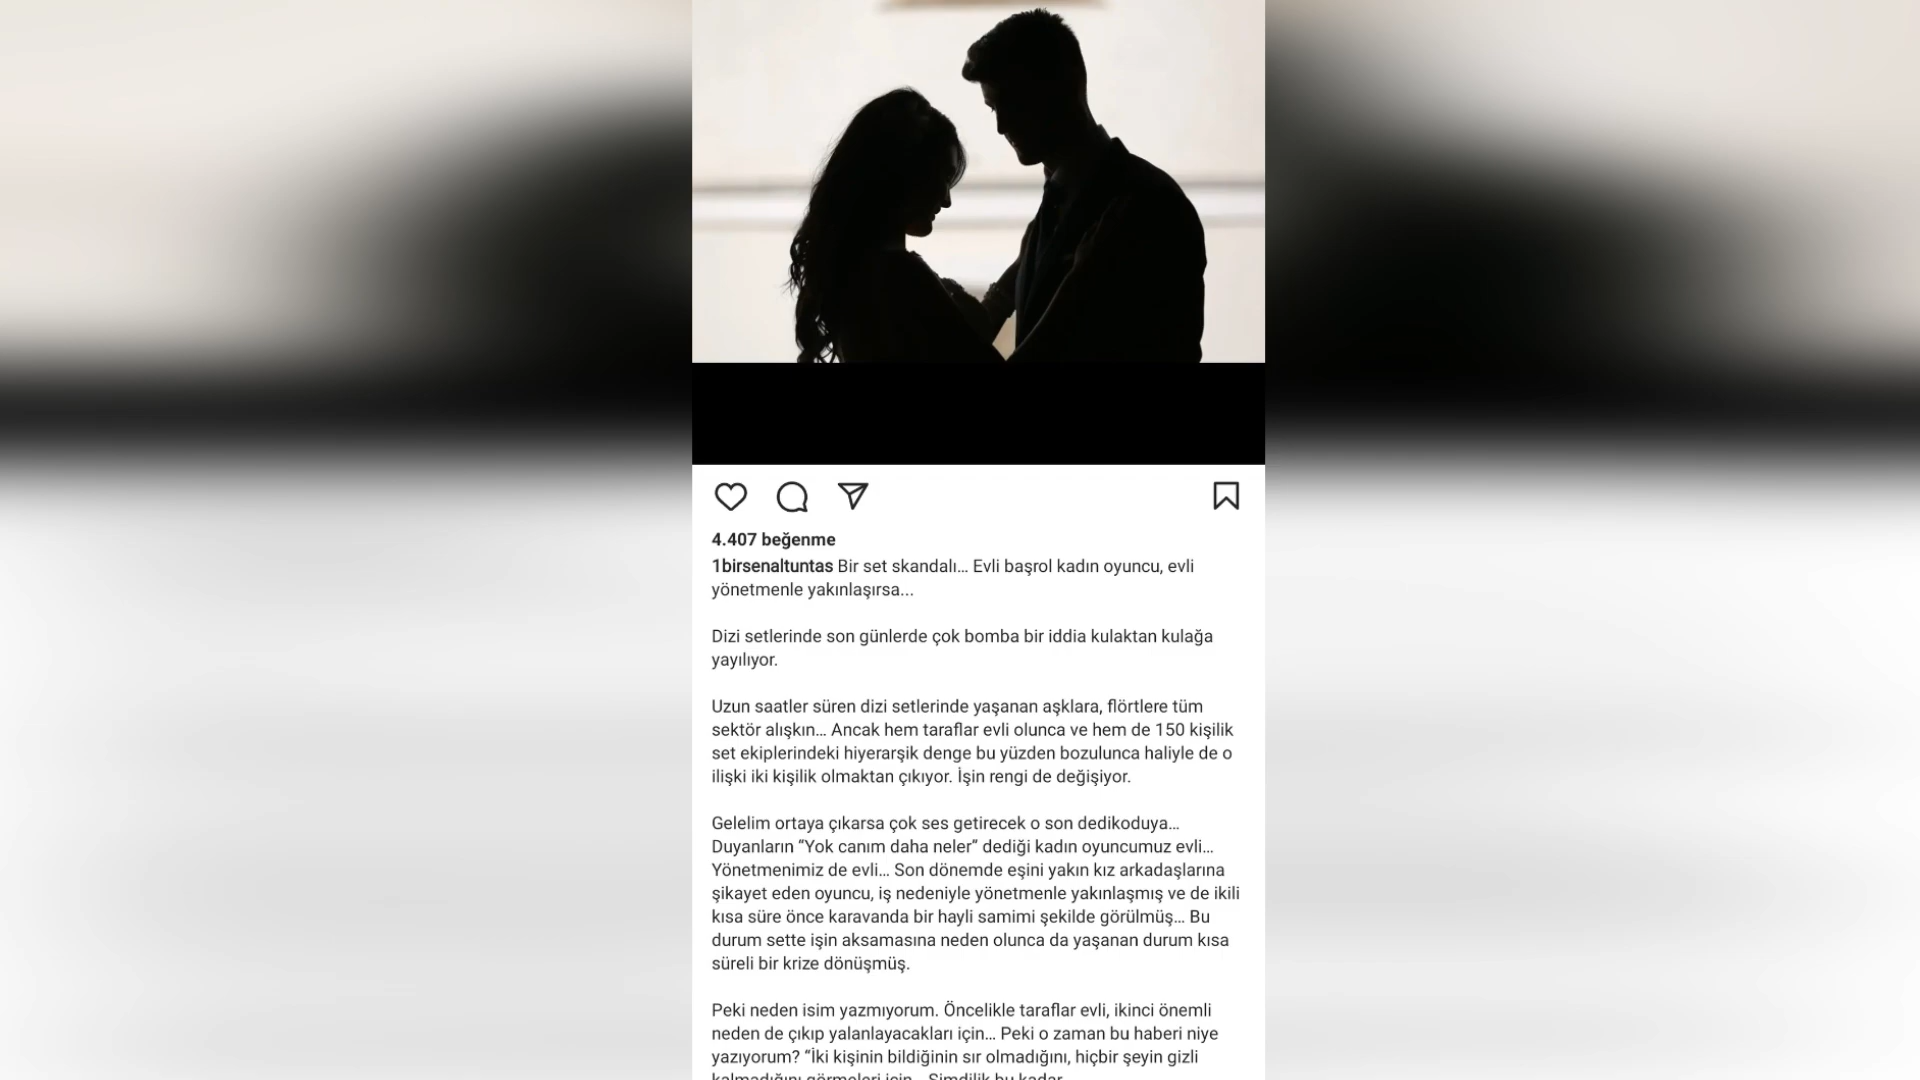 4.407 beğenme
1birsenaltuntas Bir set skandalı... Evli başrol kadın oyuncu, evli
yönetmenle yakınlaşırsa...
Dizi setlerinde son günlerde çok bomba bir iddia kulaktan kulağa
yayılıyor.
Uzun saatler süren dizi setlerinde yaşanan aşklara, flörtlere tüm
sektör alışkın... Ancak hem taraflar evli olunca ve hem de 150 kişilik
set ekiplerindeki hiyerarşik denge bu yüzden bozulunca haliyle de o
ilişki iki kişilik olmaktan çıkıyor. İşin rengi de değişiyor.
Gelelim ortaya çıkarsa çok ses getirecek o son dedikoduya...
Duyanların “Yok canım daha neler” dediği kadın oyuncumuz evli...
Yönetmenimiz de evli... Son dönemde eşini yakın kız arkadaşlarına
şikayet eden oyuncu, iş nedeniyle yönetmenle yakınlaşmış ve de ikili
kısa süre önce karavanda bir hayli samimi şekilde görülmüş... Bu
durum sette işin aksamasına neden olunca da yaşanan durum kısa
süreli bir krize dönüşmüş.
Peki neden isim yazmıyorum. Öncelikle taraflar evli, ikinci önemli
neden de çıkıp yalanlayacakları için... Peki o zaman bu haberi niye
yazıyorum? “İki kişinin bildiğinin sır olmadığını, hiçbir şeyin gizli
kalmadığını görmeleri için... Şimdilik bu kadar